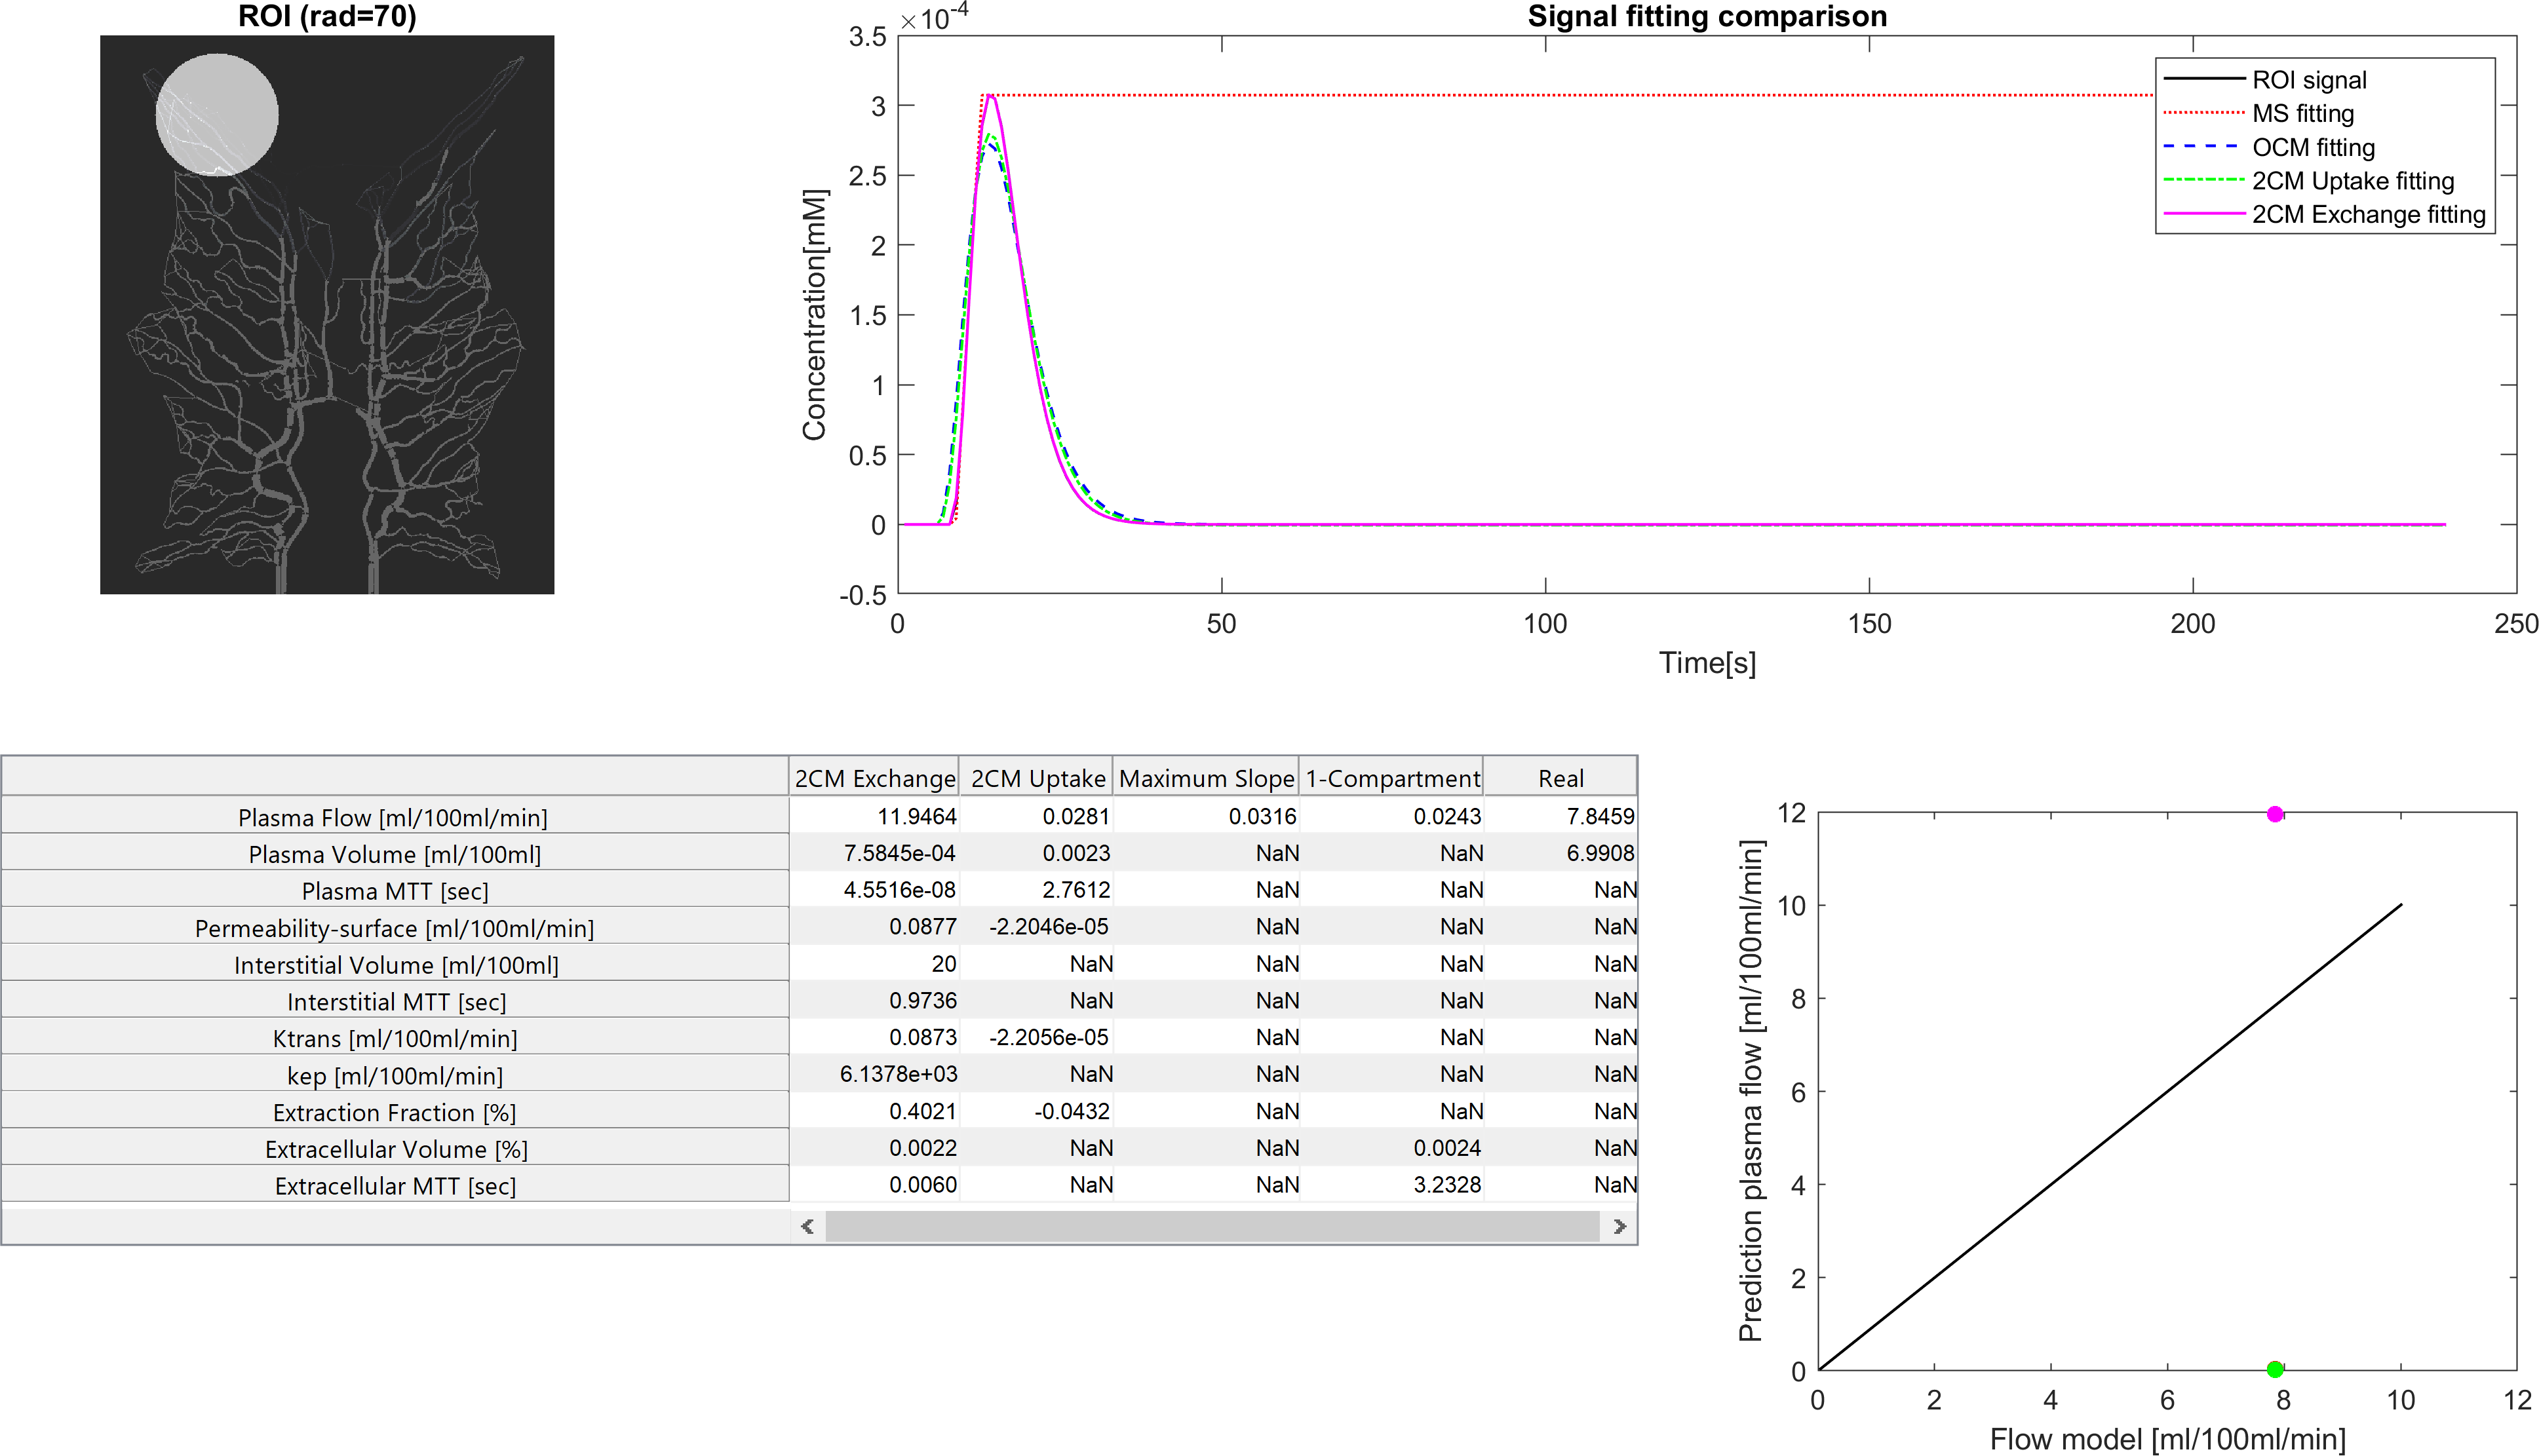 ROI (rad=70)
Signal fitting comparison
×10-4
3.5
3
2.5
2
1.5
1
0.5
0
-0.5
Concentration[mM]
0 50 100 150 200 250
Time[s]
ROI signal
MS fitting
OCM fitting
2CM Uptake fitting
2CM Exchange fitting
2CM Exchange 2CM Uptake Maximum Slope 1-Compartment Real
Plasma Flow [ml/100ml/min] 11.9464 0.0281 0.0316 0.0243 7.8459
Plasma Volume [ml/100ml] 7.5845e-04 0.0023 NaN NaN 6.9908
Plasma MTT [sec] 4.5516e-08 2.7612 NaN NaN NaN
Permeability-surface [ml/100ml/min] 0.0877 -2.2046e-05 NaN NaN NaN
Interstitial Volume [ml/100ml] 20 NaN NaN NaN NaN
Interstitial MTT [sec] 0.9736 NaN NaN NaN NaN
Ktrans [ml/100ml/min] 0.0873 -2.2056e-05 NaN NaN NaN
kep [ml/100ml/min] 6.1378e+03 NaN NaN NaN NaN
Extraction Fraction [%] 0.4021 -0.0432 NaN NaN NaN
Extracellular Volume [%] 0.0022 NaN NaN 0.0024 NaN
Extracellular MTT [sec] 0.0060 NaN NaN 3.2328 NaN
12
10
8
6
4
2
0
Prediction plasma flow [ml/100ml/min]
0 2 4 6 8 10 12
Flow model [ml/100ml/min]